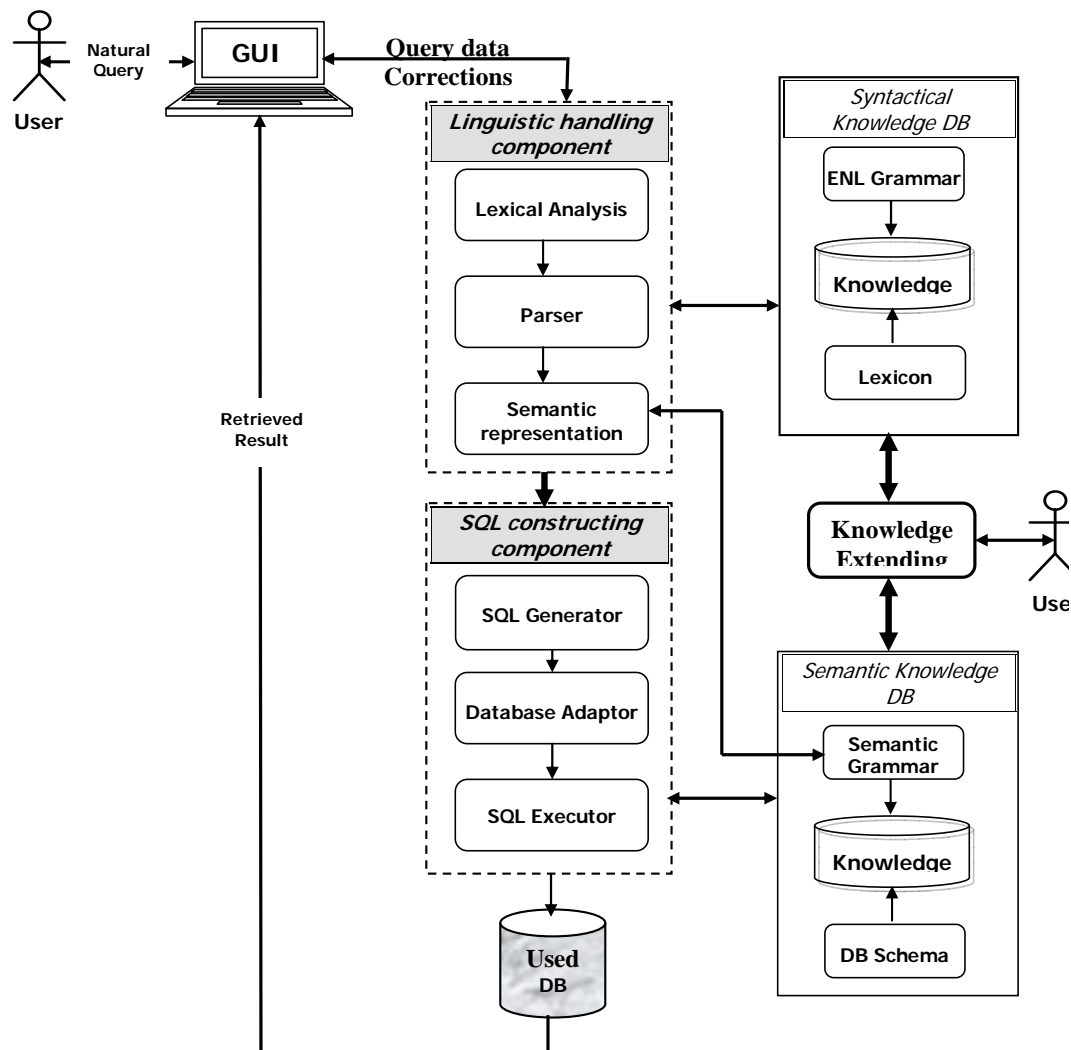 Natural
Query
User
GUI
Query data
Corrections
Linguistic handling
component
Lexical Analysis
Parser
Semantic
representation
Retrieved
Result
SQL constructing
component
SQL Generator
Database Adaptor
SQL Executor
Used
DB
Syntactical
Knowledge DB
ENL Grammar
Knowledge
Lexicon
Knowledge
Extending
Use
Semantic Knowledge
DB
Semantic
Grammar
Knowledge
DB Schema